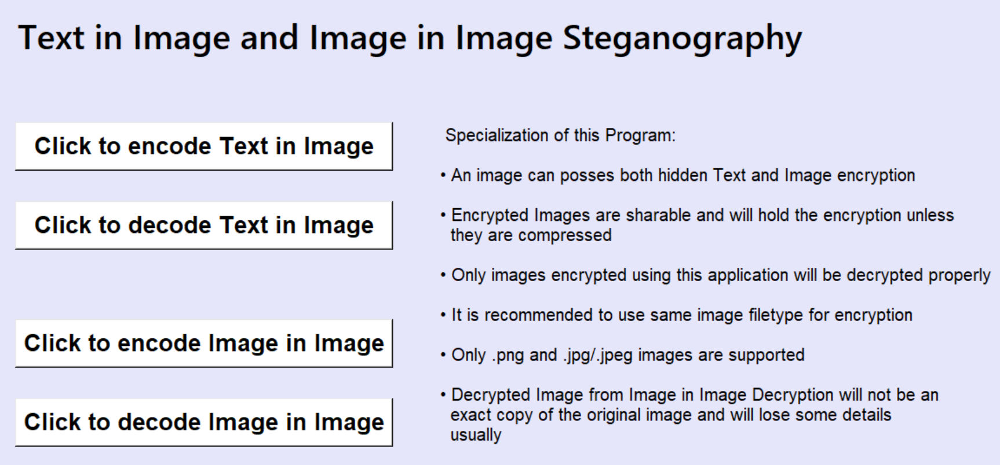 Text in Image and Image in Image Steganography
Click to encode Text in Image
Click to decode Text in Image
Click to encode Image in Image
Click to decode Image in Image
Specialization of this Program:
• An image can posses both hidden Text and Image encryption
• Encrypted Images are sharable and will hold the encryption unless
they are compressed
• Only images encrypted using this application will be decrypted properly
• It is recommended to use same image filetype for encryption
• Only .png and .jpg/.jpeg images are supported
• Decrypted Image from Image in Image Decryption will not be an
exact copy of the original image and will lose some details
usually